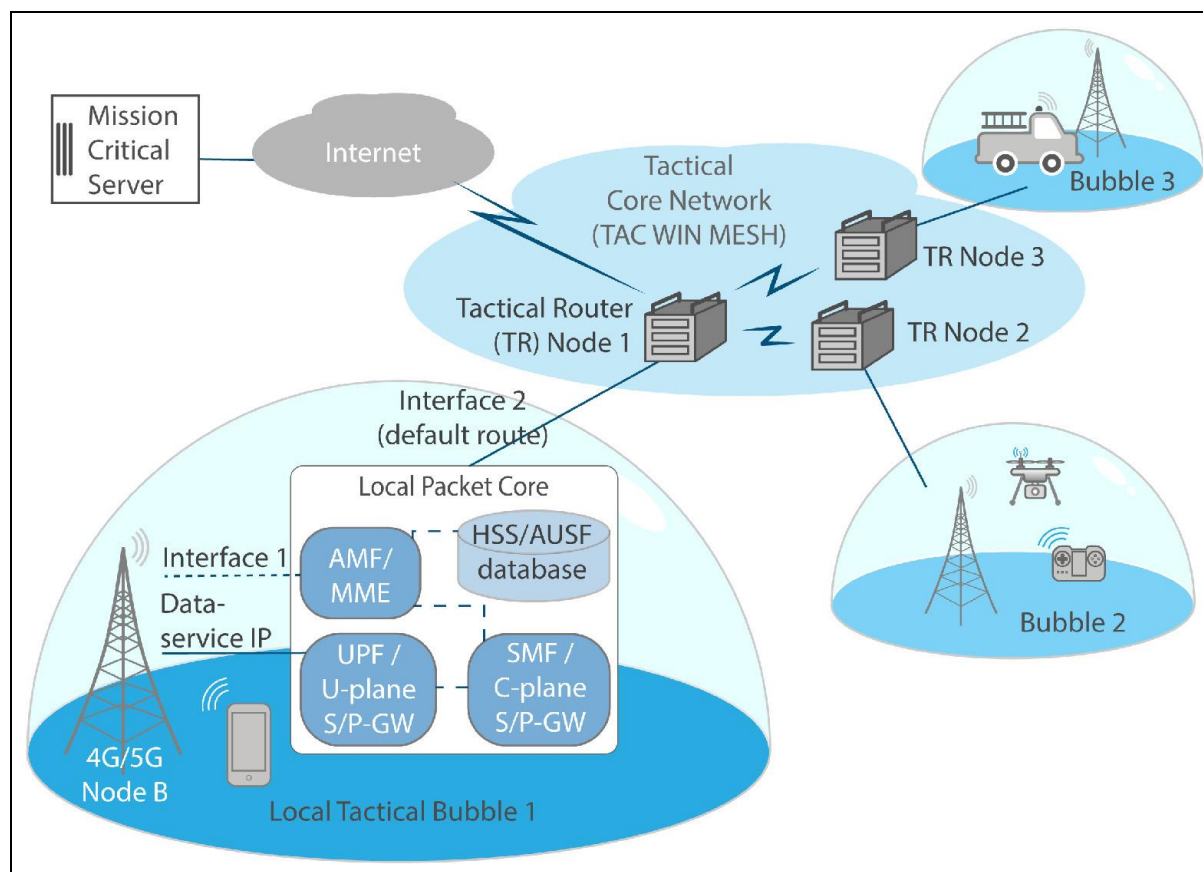 Mission
Critical
Server
Internet
Tactical
Core Network
(TAC WIN MESH)
Bubble 3
TR Node 3
Tactical Router
(TR) Node 1
TR Node 2
Interface 2
(default route)
Local Packet Core
Interface 1
AMF/
MME
HSS/AUSF
database
Data-
service IP
UPF /
U-plane
S/P-GW
SMF /
C-plane
S/P-GW
Bubble 2
4G/5G
Node B
Local Tactical Bubble 1